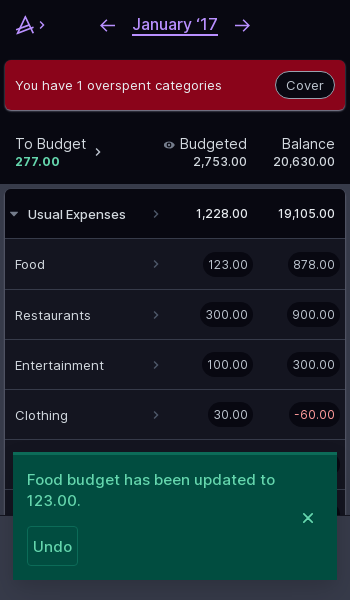 January ‘17
You have 1 overspent categories
Cover
To Budget Budgeted Balance
277.00 2,753.00 20,630.00
Usual Expenses 1,228.00 19,105.00
Food 123.00 878.00
Restaurants 300.00 900.00
Entertainment 100.00 300.00
Clothing 30.00 -60.00
Food budget has been updated to
123.00.
Undo